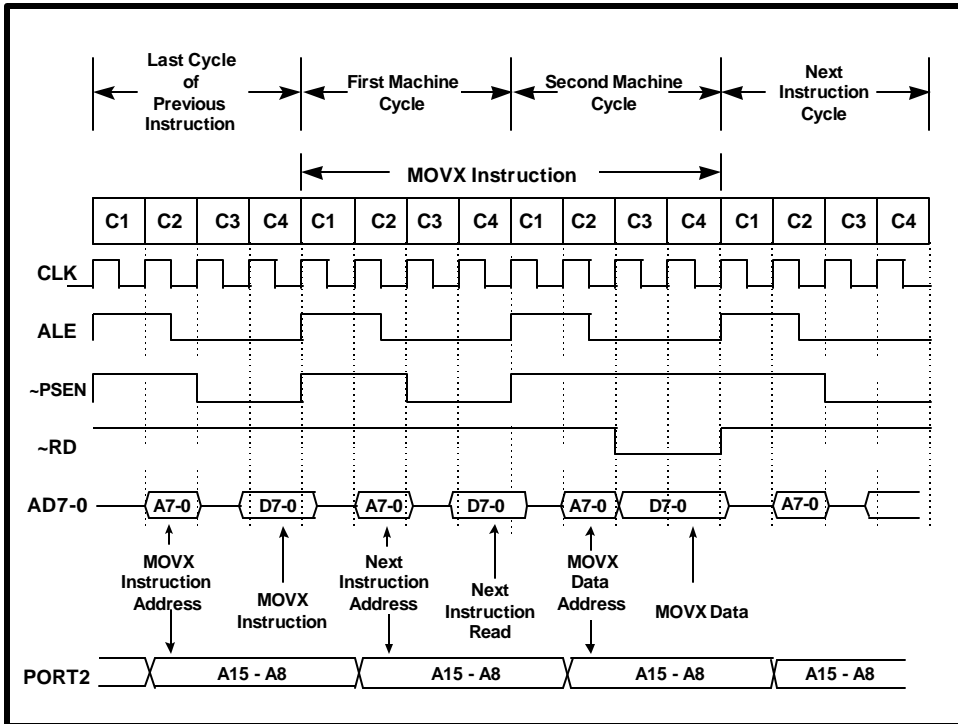 Last Cycle
of
Previous
Instruction
First Machine
Cycle
Second Machine
Cycle
Next
Instruction
Cycle
MOVX Instruction
C1 C2 C3 C4 C1 C2 C3 C4 C1 C2 C3 C4 C1 C2 C3 C4
CLK
ALE
~PSEN
~RD
AD7-0 A7-0 D7-0 A7-0 D7-0 A7-0 D7-0 A7-0
MOVX
Instruction
Address
MOVX
Instruction
Next
Instruction
Address
Next
Instruction
Read
MOVX
Data
Address
MOVX Data
PORT2 A15 - A8 A15 - A8 A15 - A8 A15 - A8